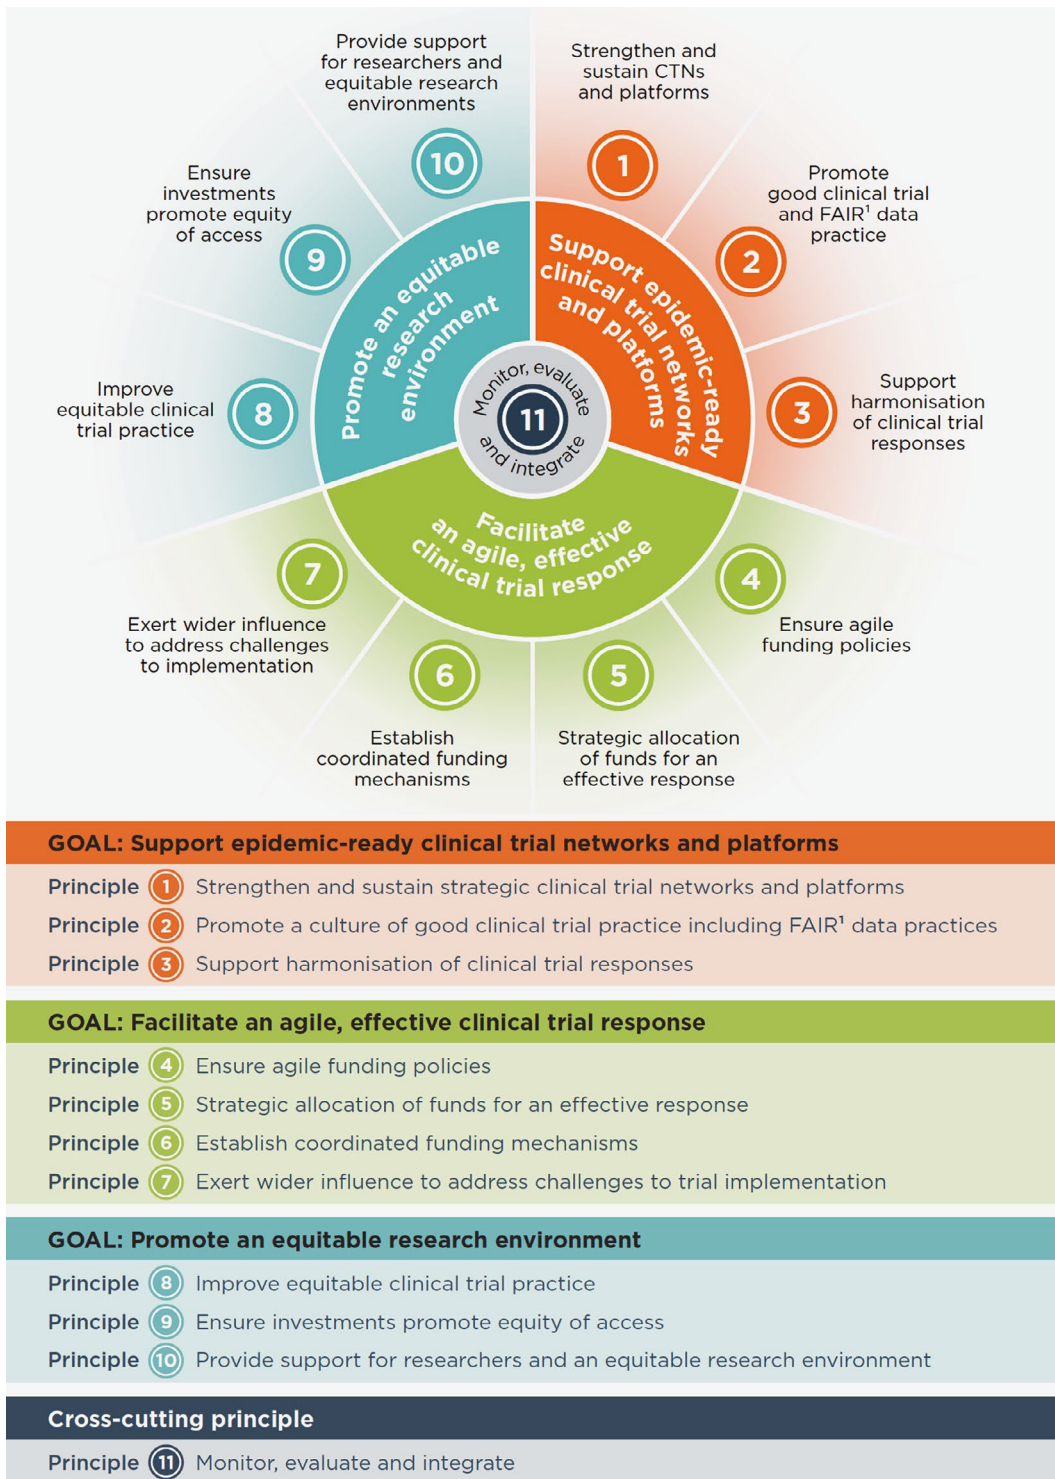 Provide support
for researchers and
equitable research
environments
10
Strengthen and
sustain CTNs
and platforms
1
Promote
good clinical trial
and FAIR¹ data
practice
2
Support
harmonisation
of clinical trial
responses
3
Ensure
investments
promote equity
of access
9
Improve
equitable clinical
trial practice
8
Promote an equitable
research
environment
Support epidemic-ready
clinical trial networks
and platforms
Monitor, evaluate
11
and integrate
Facilitate
an agile, effective
clinical trial response
4
Ensure agile
funding policies
5
Strategic allocation
of funds for an
effective response
6
Establish
coordinated funding
mechanisms
7
Exert wider influence
to address challenges
to implementation
GOAL: Support epidemic-ready clinical trial networks and platforms
Principle 1 Strengthen and sustain strategic clinical trial networks and platforms
Principle 2 Promote a culture of good clinical trial practice including FAIR¹ data practices
Principle 3 Support harmonisation of clinical trial responses
GOAL: Facilitate an agile, effective clinical trial response
Principle 4 Ensure agile funding policies
Principle 5 Strategic allocation of funds for an effective response
Principle 6 Establish coordinated funding mechanisms
Principle 7 Exert wider influence to address challenges to trial implementation
GOAL: Promote an equitable research environment
Principle 8 Improve equitable clinical trial practice
Principle 9 Ensure investments promote equity of access
Principle 10 Provide support for researchers and an equitable research environment
Cross-cutting principle
Principle 11 Monitor, evaluate and integrate